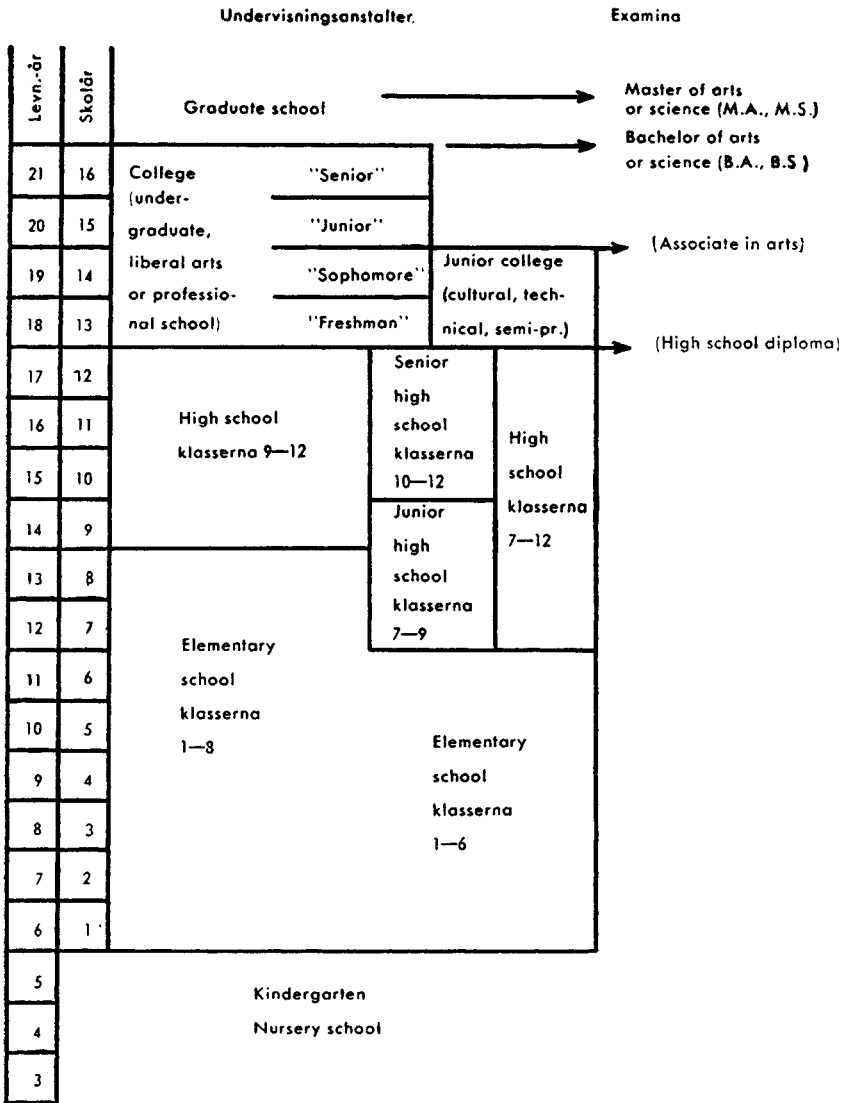 Undervisningsanstalter.
Examina
Levn.-år
Skolår
Graduate school
Master of arts
or science (M.A., M.S.)
Bachelor of arts
or science (B.A., B.S)
21 16
20 15
19 14
18 13
17 12
16 11
15 10
14 9
13 8
12 7
11 6
10 5
9 4
8 3
7 2
6 1
5
4
3
College
(under-
graduate,
liberal arts
or professio-
nal school)
"Senior"
"Junior"
"Sophomore"
"Freshman"
Junior college
(cultural, tech-
nical, semi-pr.)
(Associate in arts)
(High school diploma)
High school
klasserna 9—12
Senior
high
school
klasserna
10—12
Junior
high
school
klasserna
7—9
High
school
klasserna
7—12
Elementary
school
klasserna
1—8
Elementary
school
klasserna
1—6
Kindergarten
Nursery school